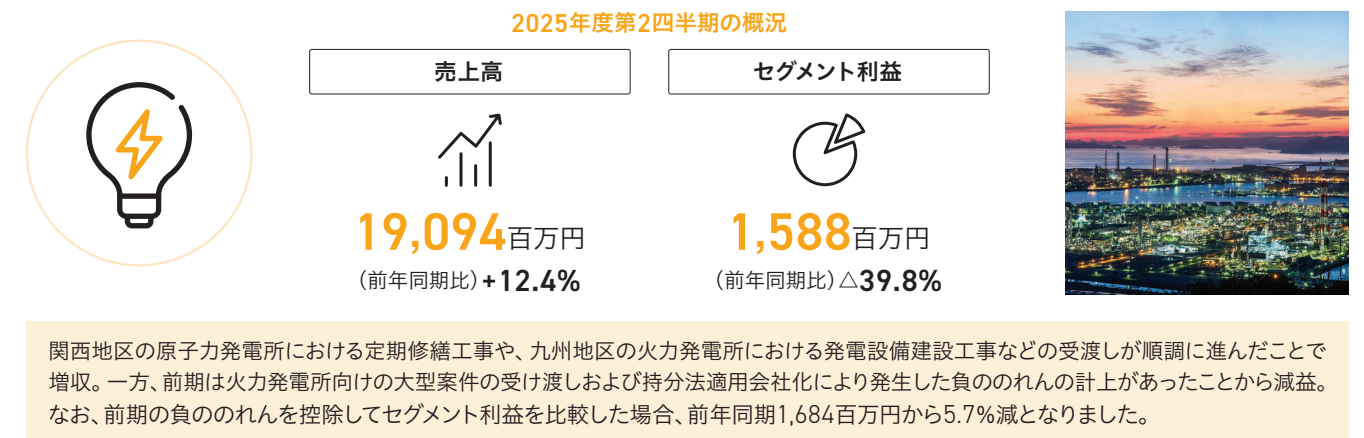 2025年度第2四半期の概況
売上高
セグメント利益
19,094百万円
1,588百万円
（前年同期比）+12.4%
（前年同期比）△39.8%
関西地区の原子力発電所における定期修繕工事や、九州地区の火力発電所における発電設備建設工事などの受渡しが順調に進んだことで
増収。一方、前期は火力発電所向けの大型案件の受け渡しおよび持分法適用会社化により発生した負ののれんの計上があったことから減益。
なお、前期の負ののれんを控除してセグメント利益を比較した場合、前年同期1,684百万円から5.7%減となりました。